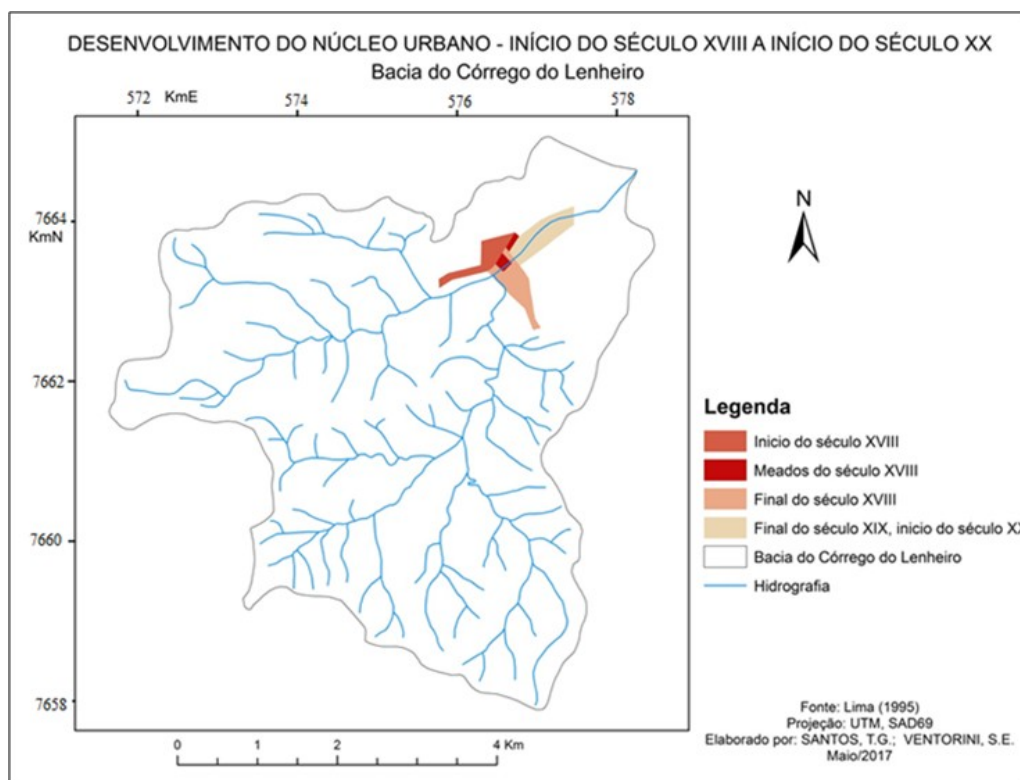 DESENVOLVIMENTO DO NÚCLEO URBANO - INÍCIO DO SÉCULO XVIII A INÍCIO DO SÉCULO XX
Bacia do Córrego do Lenheiro
572 KmE 574 576 578
7664
KmN
7662
7660
7658
N
Legenda
Inicio do século XVIII
Meados do século XVIII
Final do século XVIII
Final do século XIX, inicio do século XX
Bacia do Córrego do Lenheiro
Hidrografia
0 1 2 4 Km
Fonte: Lima (1995)
Projeção: UTM, SAD69
Elaborado por: SANTOS, T.G.; VENTORINI, S.E.
Maio/2017